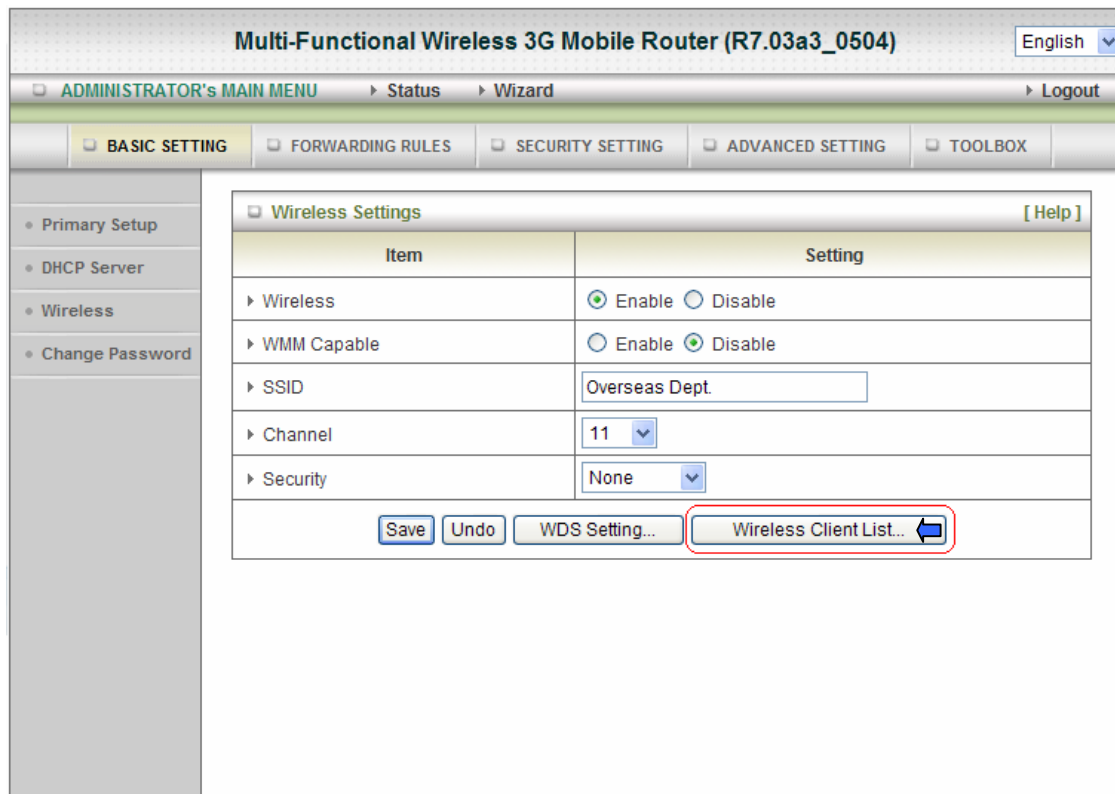 Multi-Functional Wireless 3G Mobile Router (R7.03a3_0504)
English
ADMINISTRATOR's MAIN MENU Status Wizard Logout
BASIC SETTING FORWARDING RULES SECURITY SETTING ADVANCED SETTING TOOLBOX
Primary Setup
DHCP Server
Wireless
Change Password
Wireless Settings [ Help ]
Item Setting
Wireless Enable Disable
WMM Capable Enable Disable
SSID Overseas Dept.
Channel 11
Security None
Save Undo WDS Setting... Wireless Client List...